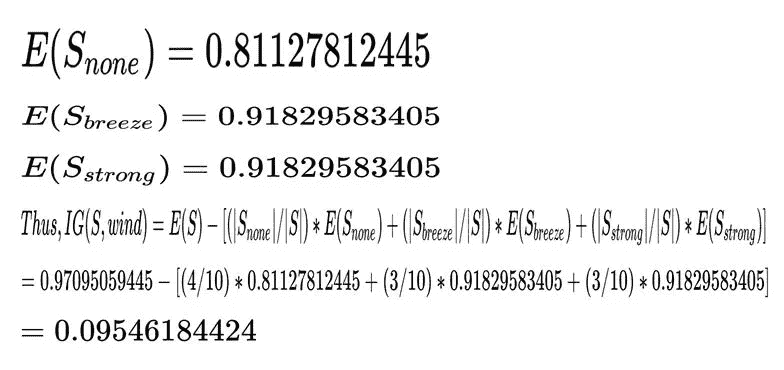 E(S_none) = 0.81127812445
E(S_breeze) = 0.91829583405
E(S_strong) = 0.91829583405
Thus, IG(S, wind) = E(S) − [(|S_none|/|S|) * E(S_none) + (|S_breeze|/|S|) * E(S_breeze) + (|S_strong|/|S|) * E(S_strong)]
= 0.97095059445 − [(4/10) * 0.81127812445 + (3/10) * 0.91829583405 + (3/10) * 0.91829583405]
= 0.09546184424